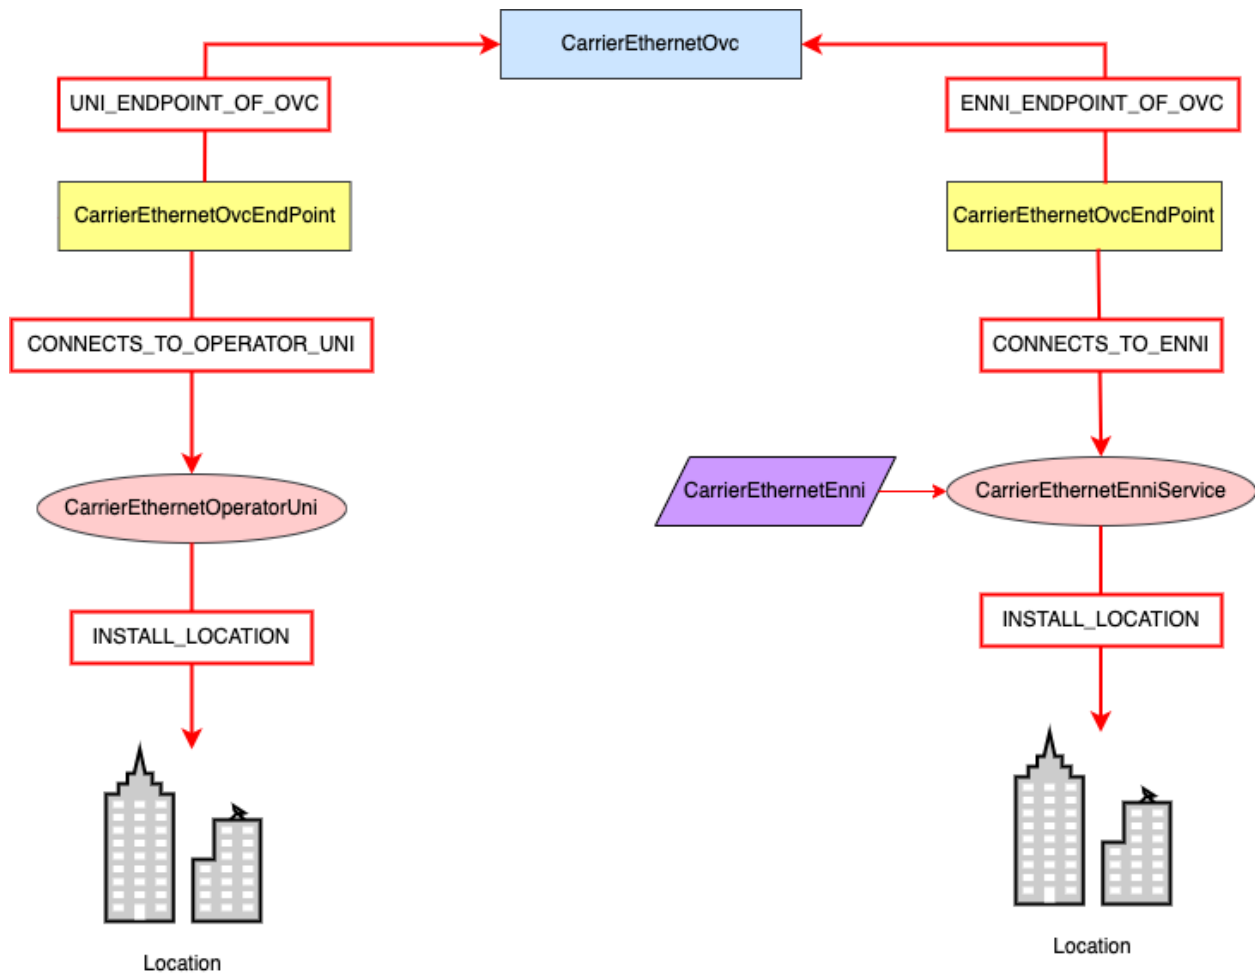 CarrierEthernetOvc
UNI_ENDPOINT_OF_OVC
ENNI_ENDPOINT_OF_OVC
CarrierEthernetOvcEndPoint
CarrierEthernetOvcEndPoint
CONNECTS_TO_OPERATOR_UNI
CONNECTS_TO_ENNI
CarrierEthernetOperatorUni
CarrierEthernetEnni
CarrierEthernetEnniService
INSTALL_LOCATION
INSTALL_LOCATION
Location
Location